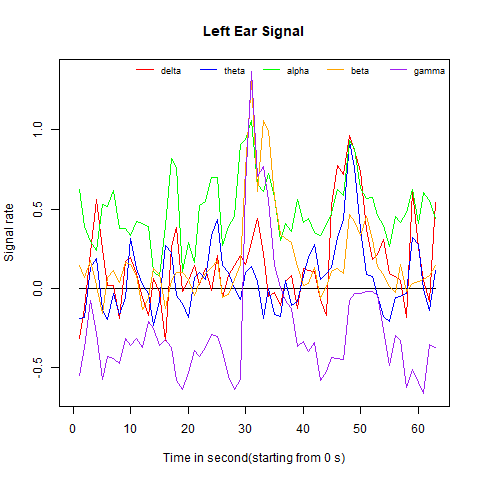 Left Ear Signal
delta theta alpha beta gamma
Signal rate
1.0
0.5
0.0
-0.5
0 10 20 30 40 50 60
Time in second(starting from 0 s)